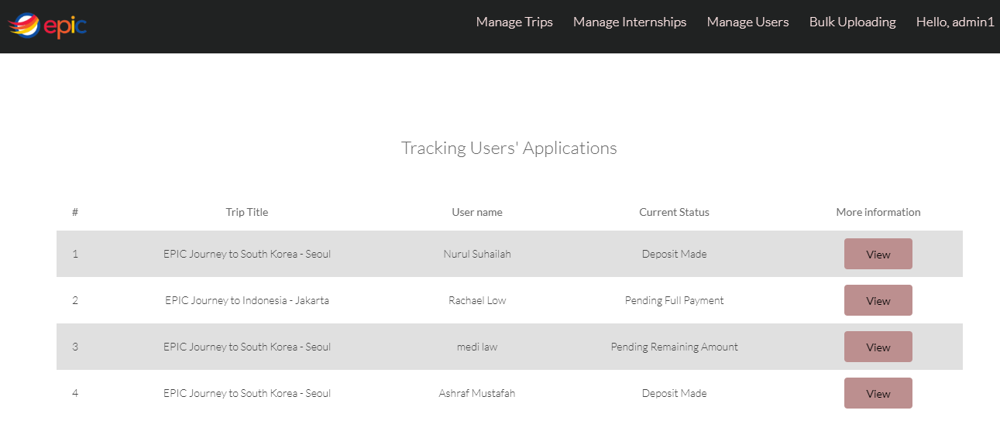 epic Manage Trips Manage Internships Manage Users Bulk Uploading Hello, admin1
Tracking Users' Applications
# Trip Title User name Current Status More information
1 EPIC Journey to South Korea - Seoul Nurul Suhailah Deposit Made View
2 EPIC Journey to Indonesia - Jakarta Rachael Low Pending Full Payment View
3 EPIC Journey to South Korea - Seoul medi law Pending Remaining Amount View
4 EPIC Journey to South Korea - Seoul Ashraf Mustafah Deposit Made View